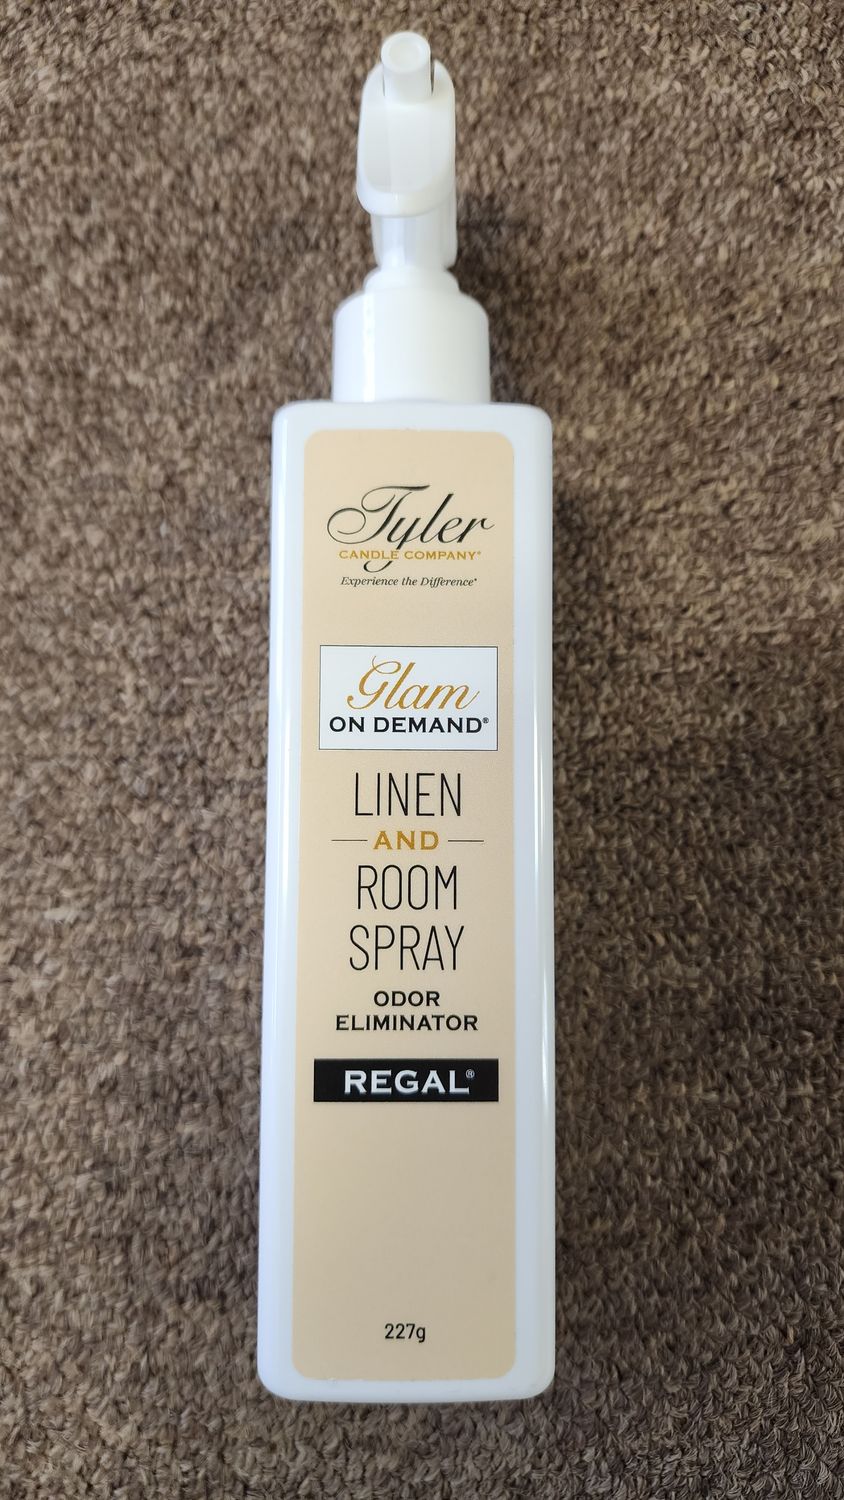 Tyler
CANDLE COMPANY®
Experience the Difference®
Glam
ON DEMAND®
LINEN
AND
ROOM
SPRAY
ODOR
ELIMINATOR
REGAL®
227g